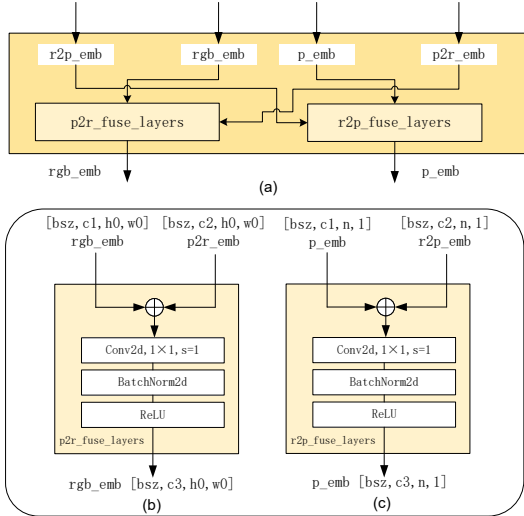 r2p_emb rgb_emb p_emb p2r_emb
p2r_fuse_layers r2p_fuse_layers
rgb_emb p_emb
(a)
[bsz,c1,h0,w0] [bsz,c2,h0,w0] [bsz,c1,n,1] [bsz,c2,n,1]
rgb_emb p2r_emb p_emb r2p_emb
Conv2d,1×1,s=1 Conv2d,1×1,s=1
BatchNorm2d BatchNorm2d
ReLU ReLU
p2r_fuse_layers r2p_fuse_layers
rgb_emb [bsz,c3,h0,w0] p_emb [bsz,c3,n,1]
(b) (c)